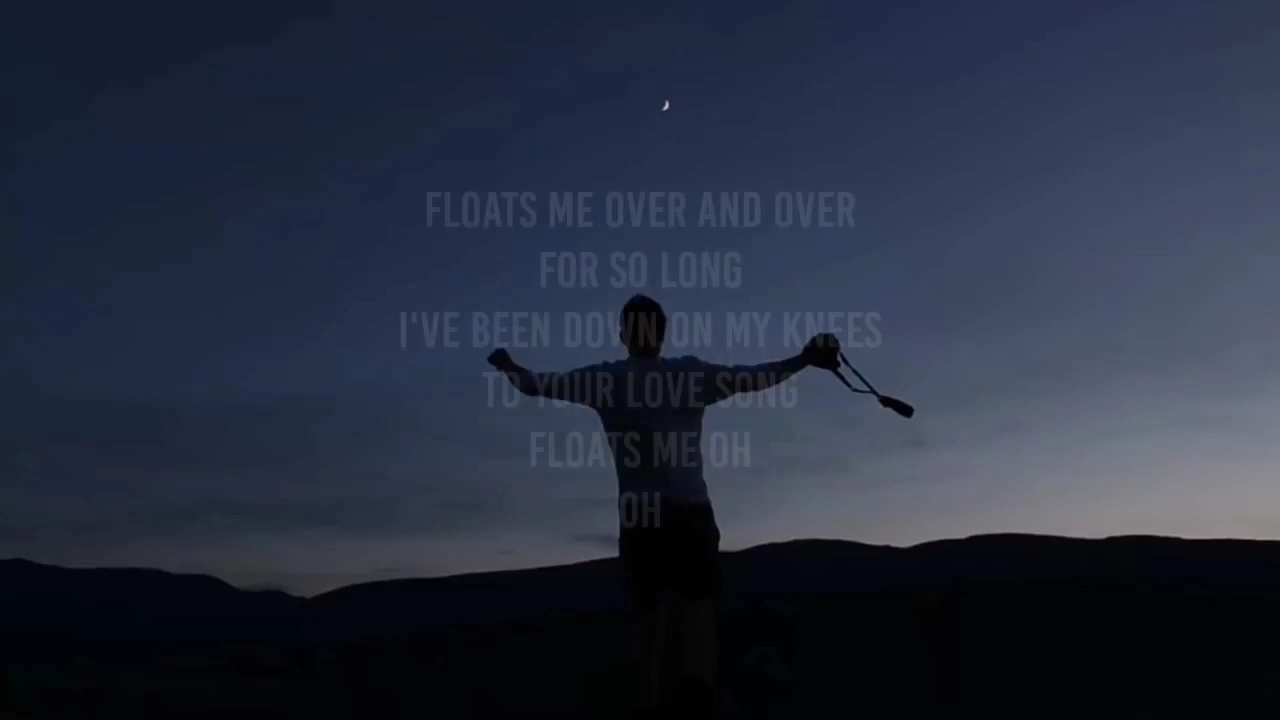 FLOATS ME OVER AND OVER
FOR SO LONG
I'VE BEEN DOWN ON MY KNEES
TO YOUR LOVE SONG
FLOATS ME OH
OH